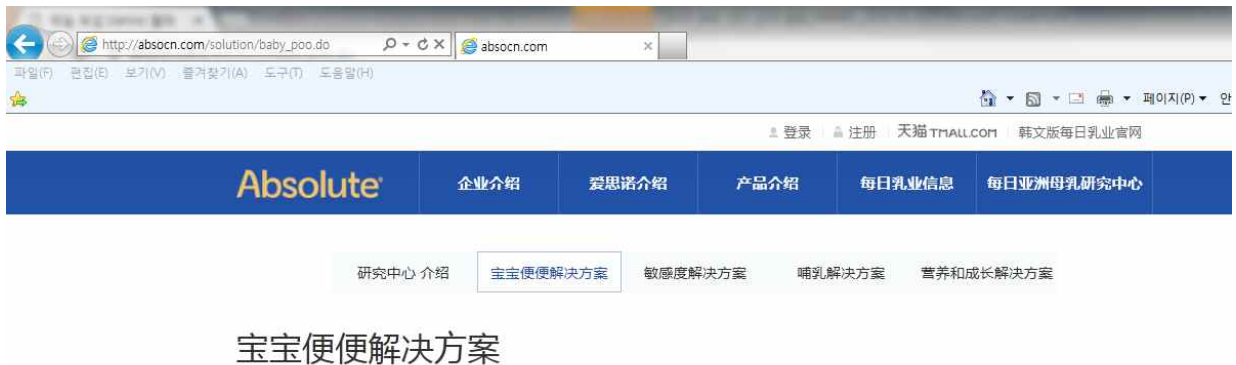 http://absocn.com/solution/baby_poo.do
absocn.com
파일(F) 편집(E) 보기(V) 즐겨찾기(A) 도구(T) 도움말(H)
페이지(P)
登录 注册 天猫TMALL.COM 韩文版每日乳业官网
Absolute 企业介绍 爱思诺介绍 产品介绍 每日乳业信息 每日亚洲母乳研究中心
研究中心 介绍 宝宝便便解决方案 敏感度解决方案 哺乳解决方案 营养和成长解决方案
宝宝便便解决方案